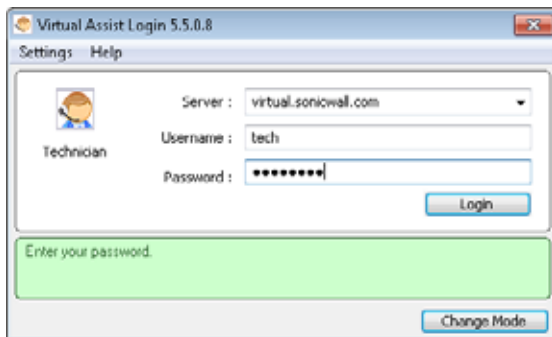 Virtual Assist Login 5.5.0.8
Settings Help
Server : virtual.sonicwall.com
Technician
Username : tech
Password : ●●●●●●●●
Login
Enter your password.
Change Mode